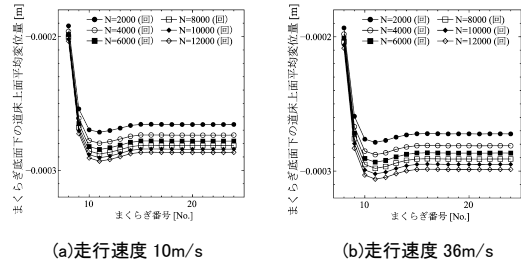 まくらぎ底面下の道床上面平均変位量 [m]
N=2000 (回) N=8000 (回)
N=4000 (回) N=10000 (回)
N=6000 (回) N=12000 (回)
-0.0002
-0.0003
10 20
まくらぎ番号 [No.]
(a)走行速度 10m/s
まくらぎ底面下の道床上面平均変位量 [m]
N=2000 (回) N=8000 (回)
N=4000 (回) N=10000 (回)
N=6000 (回) N=12000 (回)
-0.0002
-0.0003
10 20
まくらぎ番号 [No.]
(b)走行速度 36m/s